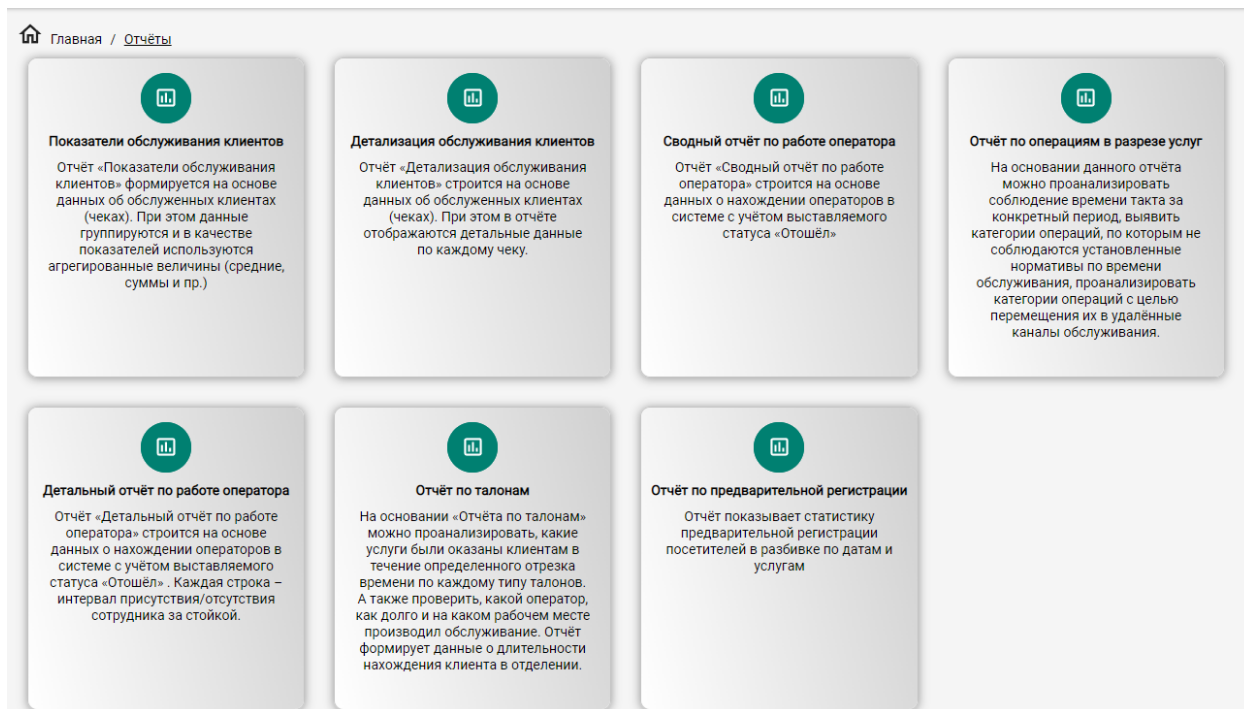 Главная / Отчёты
Показатели обслуживания клиентов
Отчёт «Показатели обслуживания
клиентов» формируется на основе
данных об обслуженных клиентах
(чеках). При этом данные
группируются и в качестве
показателей используются
агрегированные величины (средние,
суммы и пр.)
Детализация обслуживания клиентов
Отчёт «Детализация обслуживания
клиентов» строится на основе
данных об обслуженных клиентах
(чеках). При этом в отчёте
отображаются детальные данные
по каждому чеку.
Сводный отчёт по работе оператора
Отчёт «Сводный отчёт по работе
оператора» строится на основе
данных о нахождении операторов в
системе с учётом выставляемого
статуса «Отошёл»
Отчёт по операциям в разрезе услуг
На основании данного отчёта
можно проанализировать
соблюдение времени такта за
конкретный период, выявить
категории операций, по которым не
соблюдаются установленные
нормативы по времени
обслуживания, проанализировать
категории операций с целью
перемещения их в удалённые
каналы обслуживания.
Детальный отчёт по работе оператора
Отчёт «Детальный отчёт по работе
оператора» строится на основе
данных о нахождении операторов в
системе с учётом выставляемого
статуса «Отошёл» . Каждая строка –
интервал присутствия/отсутствия
сотрудника за стойкой.
Отчёт по талонам
На основании «Отчёта по талонам»
можно проанализировать, какие
услуги были оказаны клиентам в
течение определенного отрезка
времени по каждому типу талонов.
А также проверить, какой оператор,
как долго и на каком рабочем месте
производил обслуживание. Отчёт
формирует данные о длительности
нахождения клиента в отделении.
Отчёт по предварительной регистрации
Отчёт показывает статистику
предварительной регистрации
посетителей в разбивке по датам и
услугам